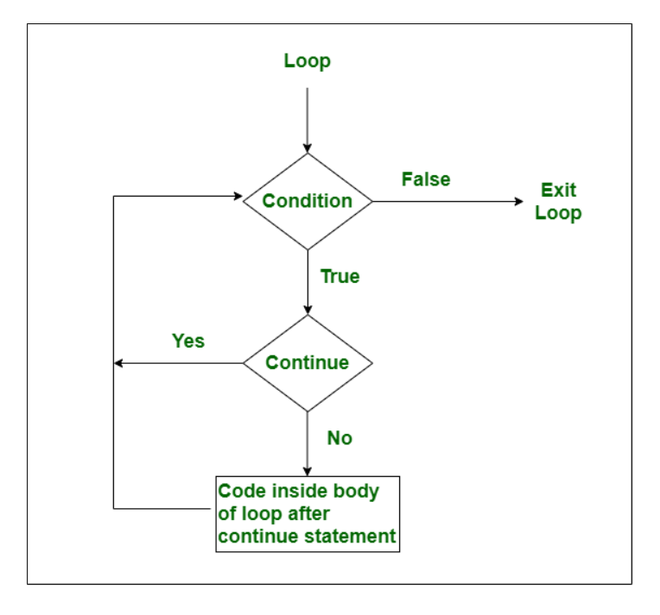 Loop
Condition
False
Exit
Loop
True
Yes
Continue
No
Code inside body
of loop after
continue statement